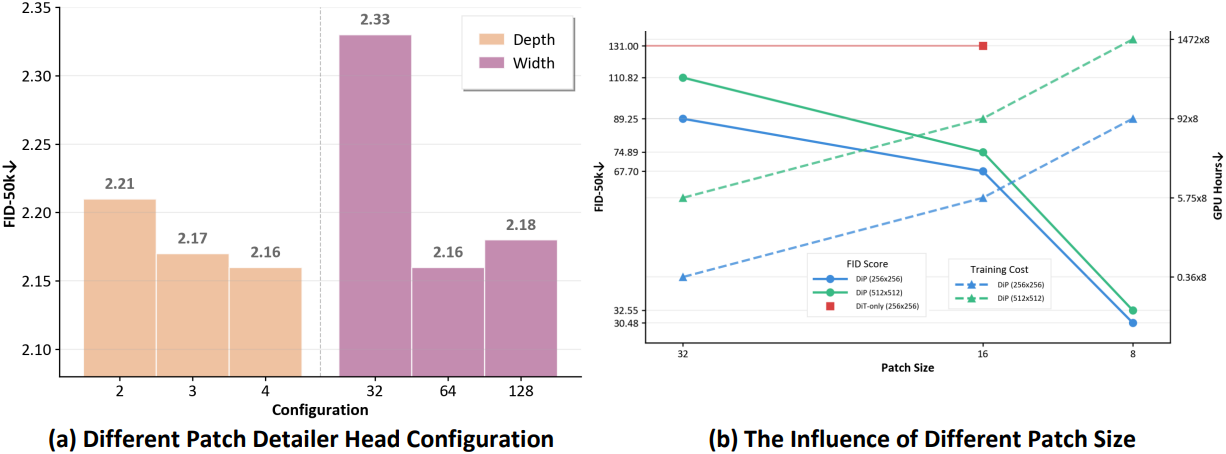 2.35
2.30
2.25
2.20
2.15
2.10
FID-50k↓
2.21
2.17
2.16
2.33
2.16
2.18
Depth
Width
2
3
4
32
64
128
Configuration
(a) Different Patch Detailer Head Configuration
131.00
110.82
89.25
74.89
67.70
32.55
30.48
FID-50k↓
1472x8
92x8
5.75x8
0.36x8
GPU Hours↓
FID Score
DiP (256x256)
DiP (512x512)
DiT-only (256x256)
Training Cost
DiP (256x256)
DiP (512x512)
32
16
8
Patch Size
(b) The Influence of Different Patch Size